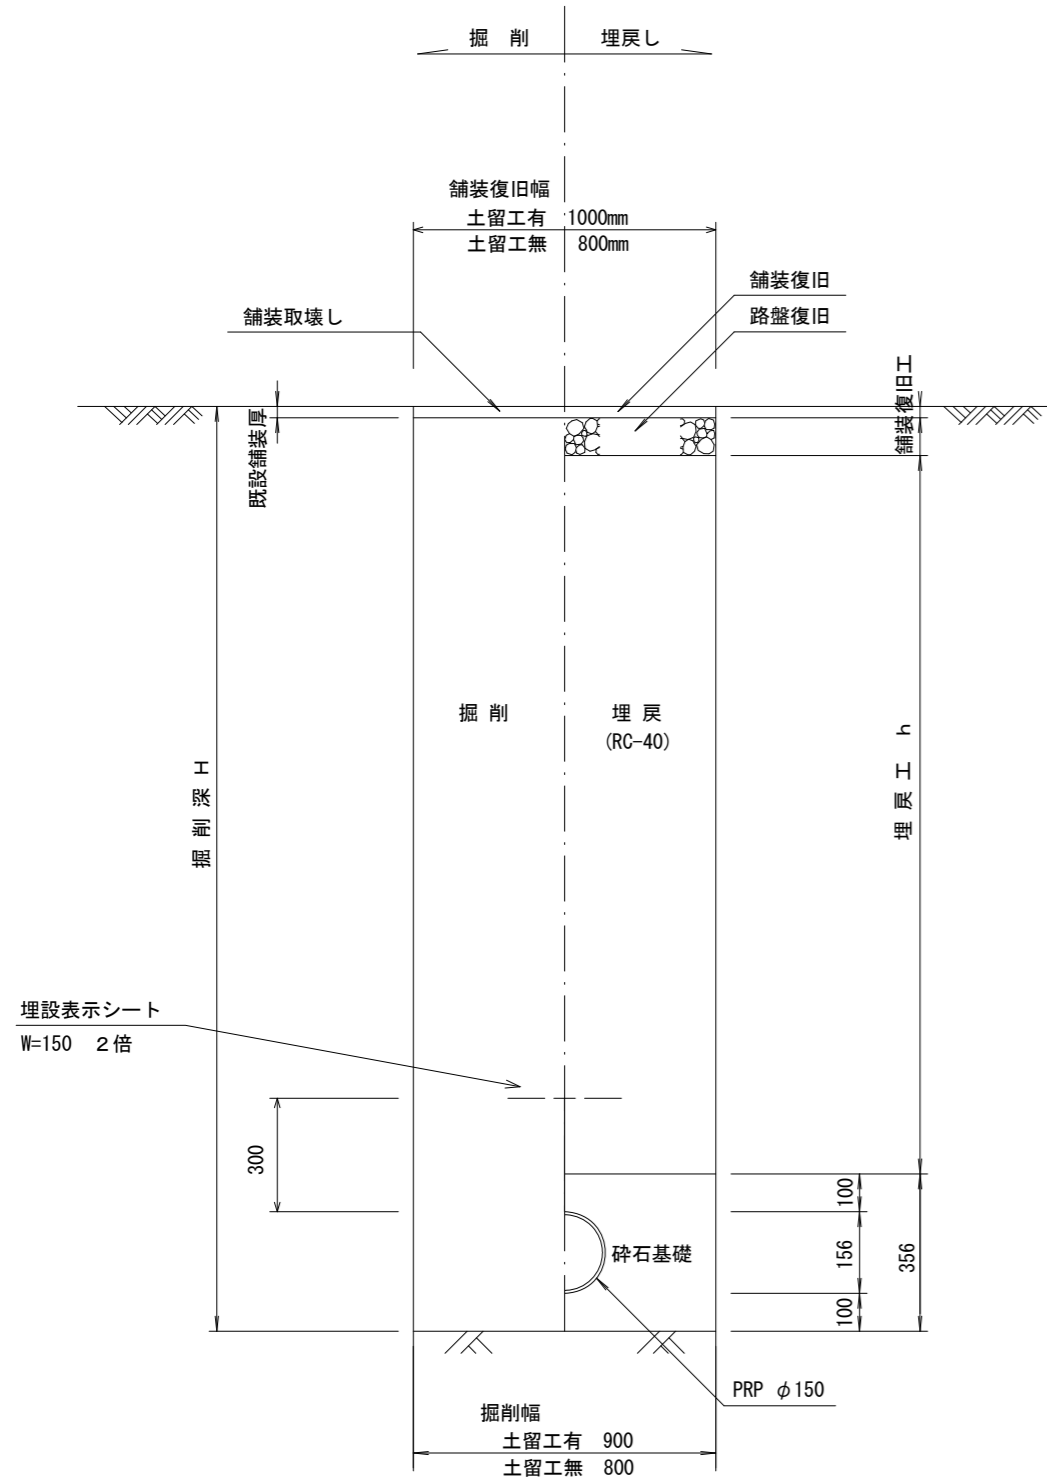 掘 削
埋戻し
舗装復旧幅
土留工有 1000mm
土留工無 800mm
舗装復旧
路盤復旧
舗装取壊し
既設舗装厚
舗装復旧工
掘 削
埋 戻
(RC-40)
掘 削 深 H
埋 戻 工 h
埋設表示シート
W=150 2倍
300
100
156
100
356
砕石基礎
PRP φ150
掘削幅
土留工有 900
土留工無 800